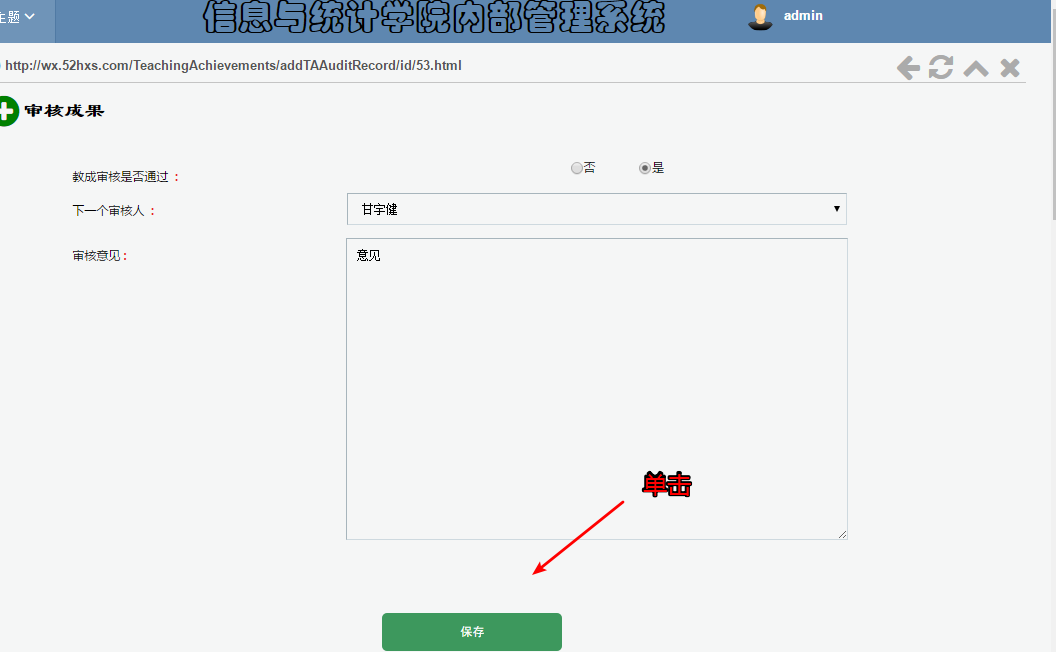 主题
信息与统计学院内部管理系统
admin
http://wx.52hxs.com/TeachingAchievements/addTAAuditRecord/id/53.html
审核成果
教成审核是否通过：
否 是
下一个审核人：
甘宇健
审核意见：
意见
单击
保存